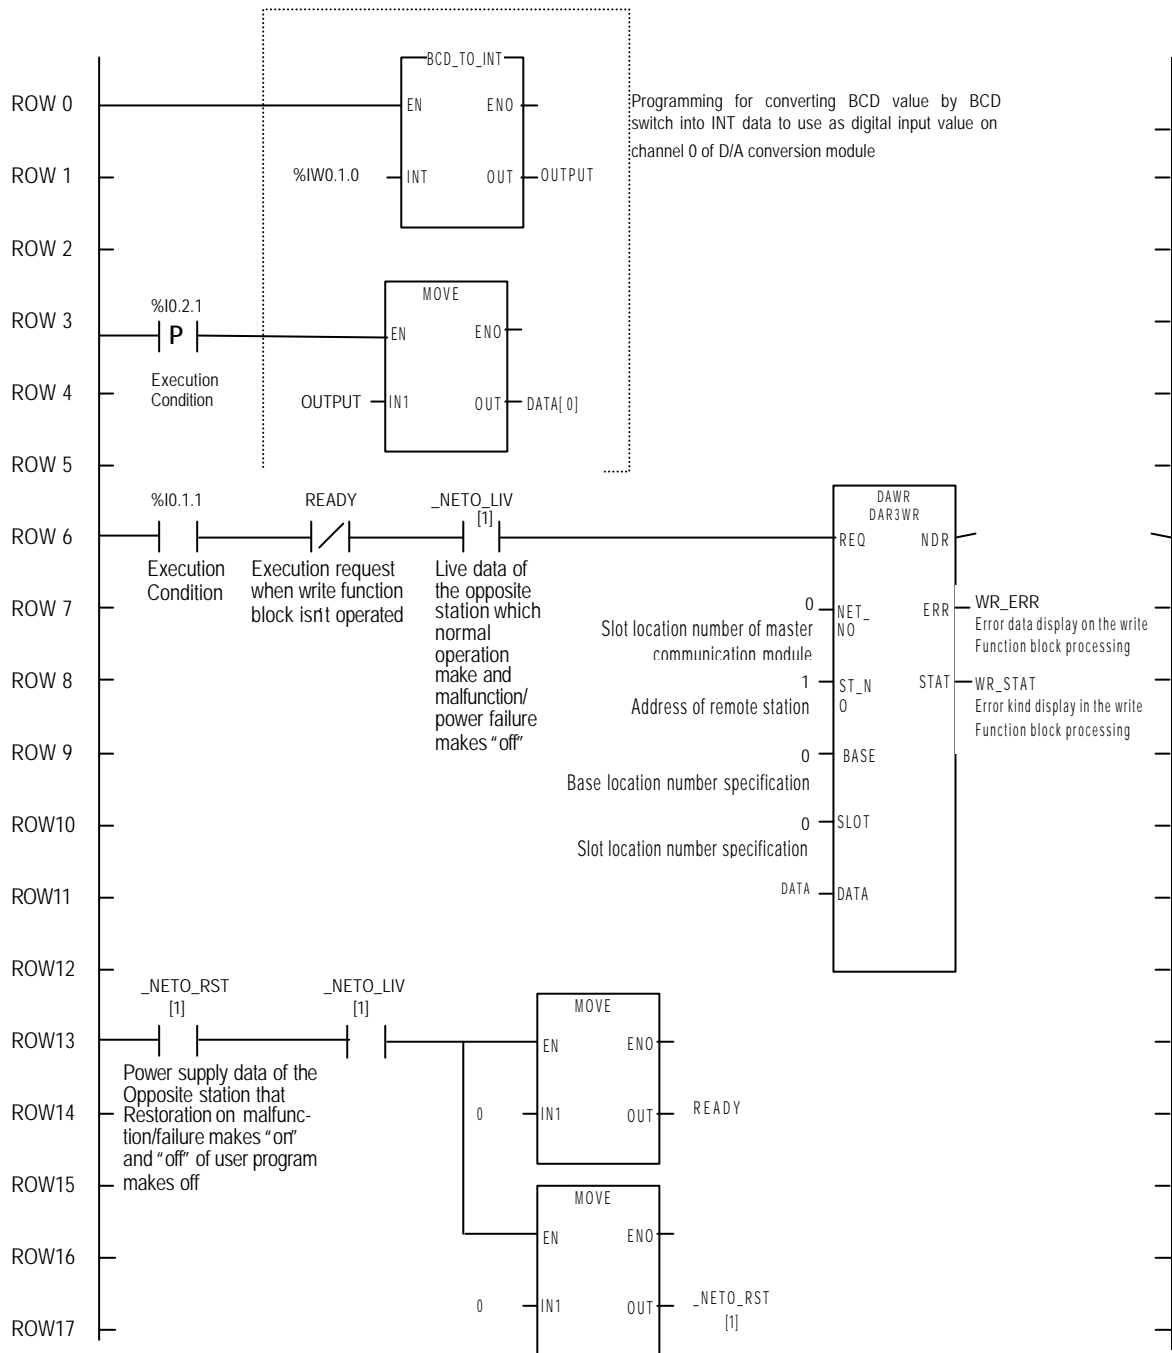 BCD_TO_INT
ROW 0
EN ENO
Programming for converting BCD value by BCD
switch into INT data to use as digital input value on
channel 0 of D/A conversion module
ROW 1
%IW0.1.0
INT OUT OUTPUT
ROW 2
MOVE
%I0.2.1
ROW 3
P
EN ENO
Execution
Condition
ROW 4
OUTPUT IN1 OUT DATA[0]
ROW 5
%I0.1.1
READY
_NETO_LIV
[1]
DAWR
DAR3WR
ROW 6
REQ NDR
Execution
Condition
Execution request
when write function
block isn't operated
Live data of
the opposite
station which
normal
operation
make and
malfunction/
power failure
makes "off"
ROW 7
0
NET_
NO
ERR
WR_ERR
Error data display on the write
Function block processing
Slot location number of master
communication module
ROW 8
1
ST_N
O
STAT
WR_STAT
Error kind display in the write
Function block processing
Address of remote station
ROW 9
0
BASE
Base location number specification
ROW10
0
SLOT
Slot location number specification
ROW11
DATA
DATA
ROW12
_NETO_RST
[1]
_NETO_LIV
[1]
MOVE
ROW13
EN ENO
Power supply data of the
Opposite station that
Restoration on malfunc-
tion/failure makes "on"
and "off" of user program
makes off
ROW14
0 IN1 OUT READY
ROW15
MOVE
ROW16
EN ENO
0 IN1 OUT _NETO_RST
[1]
ROW17